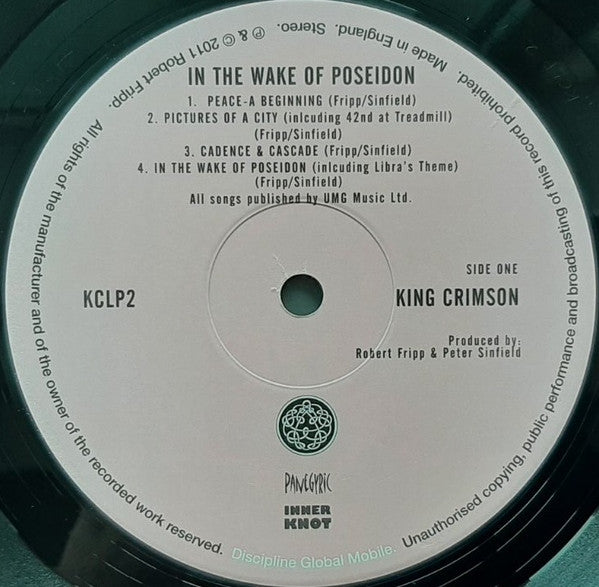 IN THE WAKE OF POSEIDON
1. PEACE-A BEGINNING (Fripp/Sinfield)
2. PICTURES OF A CITY (inlcuding 42nd at Treadmill)
(Fripp/Sinfield)
3. CADENCE & CASCADE (Fripp/Sinfield)
4. IN THE WAKE OF POSEIDON (inlcuding Libra's Theme)
(Fripp/Sinfield)
All songs published by UMG Music Ltd.
SIDE ONE
KCLP2
KING CRIMSON
Produced by:
Robert Fripp & Peter Sinfield
PANEGYRIC
INNER
KNOT
All rights of the manufacturer and of the owner of the recorded work reserved. Discipline Global Mobile. Unauthorised copying, public performance and broadcasting of this record prohibited. Made in England. Stereo. ℗ & © 2011 Robert Fripp.